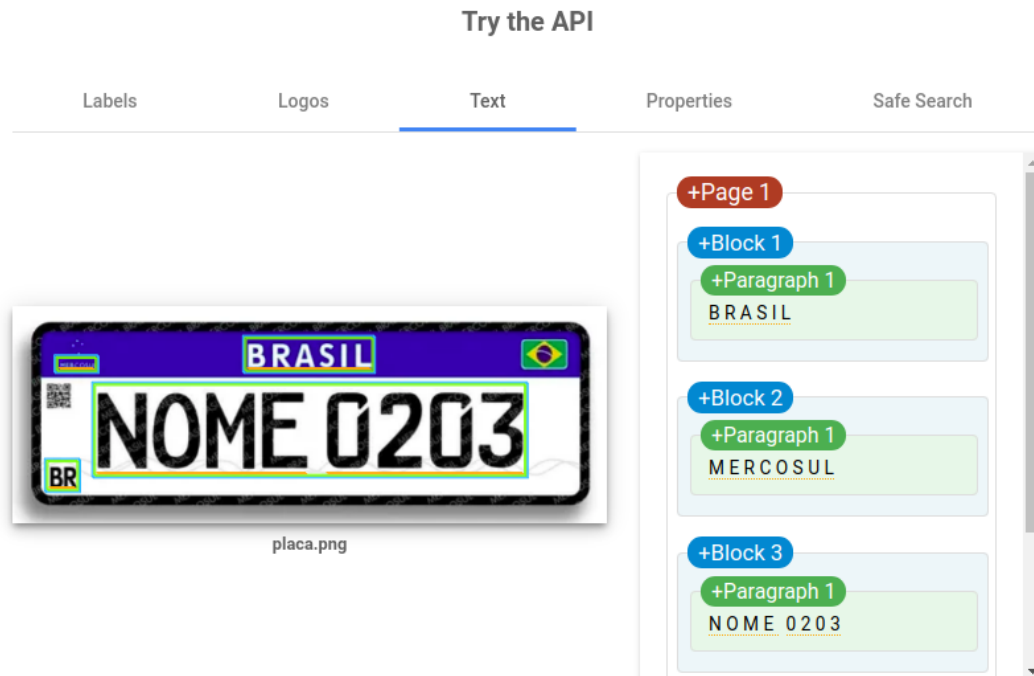 Try the API
Labels
Logos
Text
Properties
Safe Search
MERCOSUL
BRASIL
NOME 0203
BR
placa.png
+Page 1
+Block 1
+Paragraph 1
BRASIL
+Block 2
+Paragraph 1
MERCOSUL
+Block 3
+Paragraph 1
NOME 0203